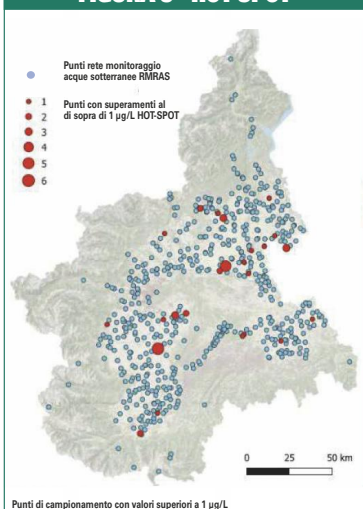 Punti rete monitoraggio
acque sotterranee RMRAS
1
2
3
4
5
6
Punti con superamenti al
di sopra di 1 µg/L HOT-SPOT
0 25 50 km
Punti di campionamento con valori superiori a 1 µg/L